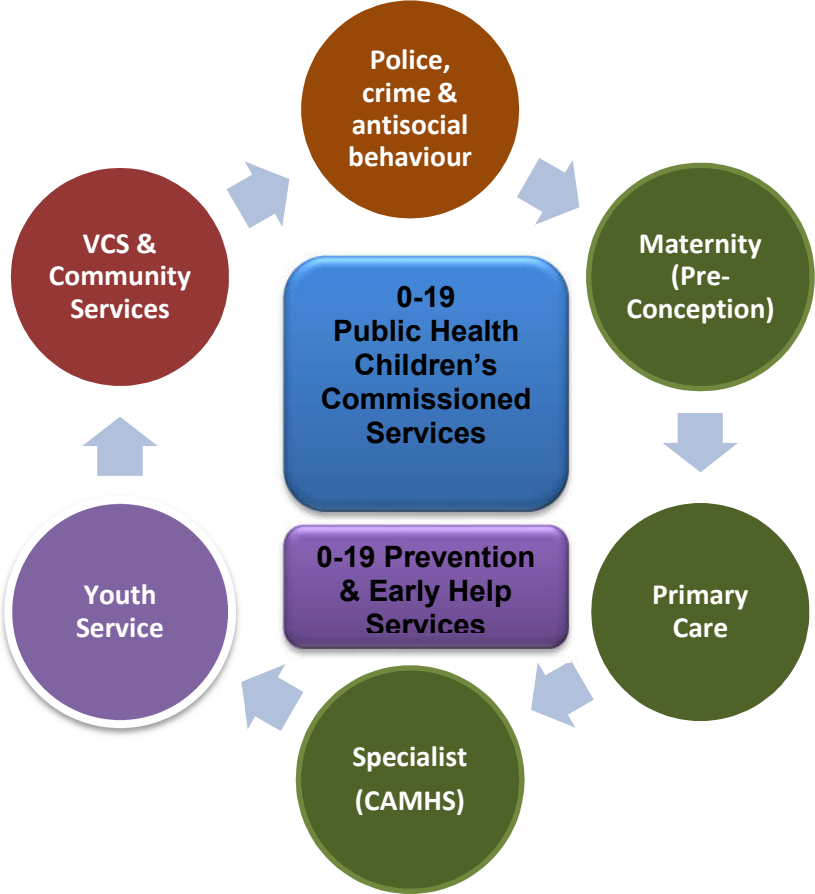 Police,
crime &
antisocial
behaviour
Maternity
(Pre-
Conception)
Primary
Care
Specialist
(CAMHS)
Youth
Service
VCS &
Community
Services
0-19
Public Health
Children’s
Commissioned
Services
0-19 Prevention
& Early Help
Services